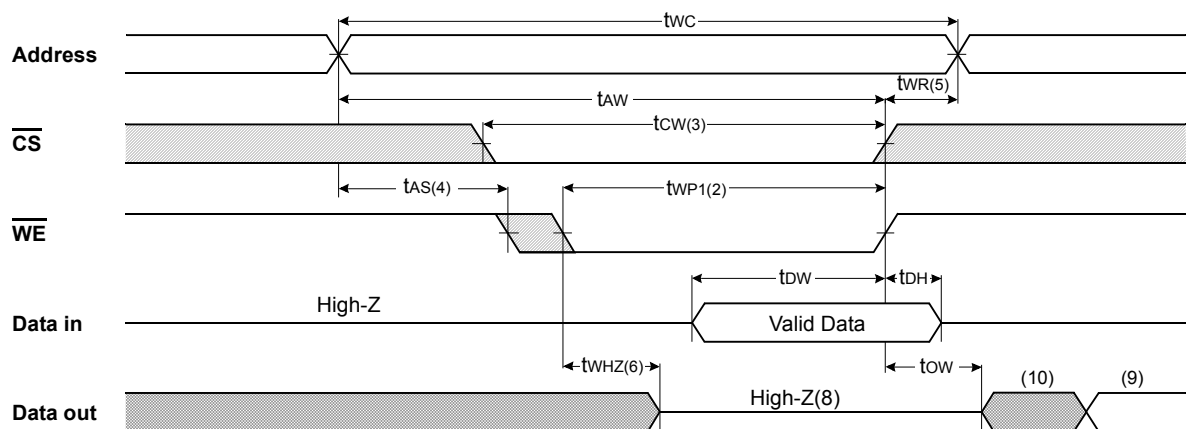 tWC
Address
tWR(5)
tAW
tCW(3)
CS
tAS(4)
tWP1(2)
WE
tDW
tDH
High-Z
Data in
Valid Data
tWHZ(6)
tOW
High-Z(8)
(10)
(9)
Data out